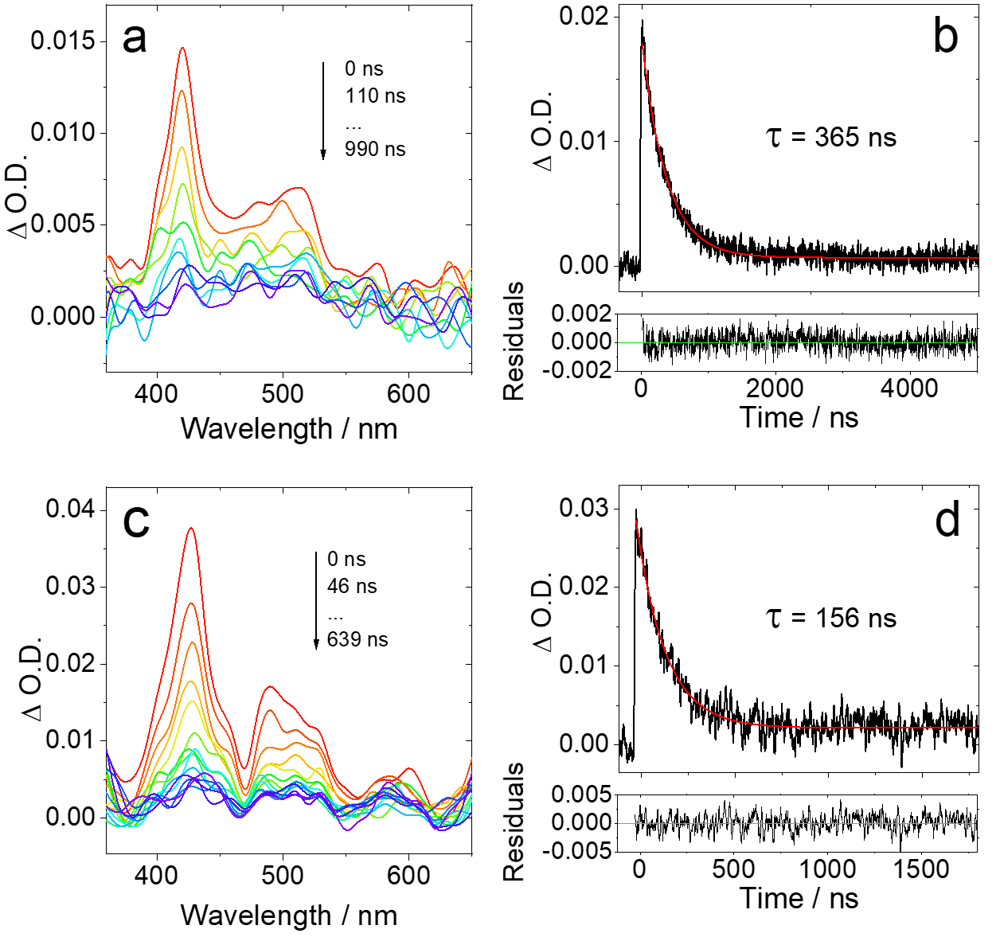 a
0 ns
110 ns
...
990 ns
0.015
0.010
0.005
0.000
Δ O.D.
400
500
600
Wavelength / nm
b
τ = 365 ns
0.02
0.01
0.00
Δ O.D.
0.002
0.000
-0.002
Residuals
0
2000
4000
Time / ns
c
0 ns
46 ns
...
639 ns
0.04
0.03
0.02
0.01
0.00
Δ O.D.
400
500
600
Wavelength / nm
d
τ = 156 ns
0.03
0.02
0.01
0.00
Δ O.D.
0.005
0.000
-0.005
Residuals
0
500
1000
1500
Time / ns